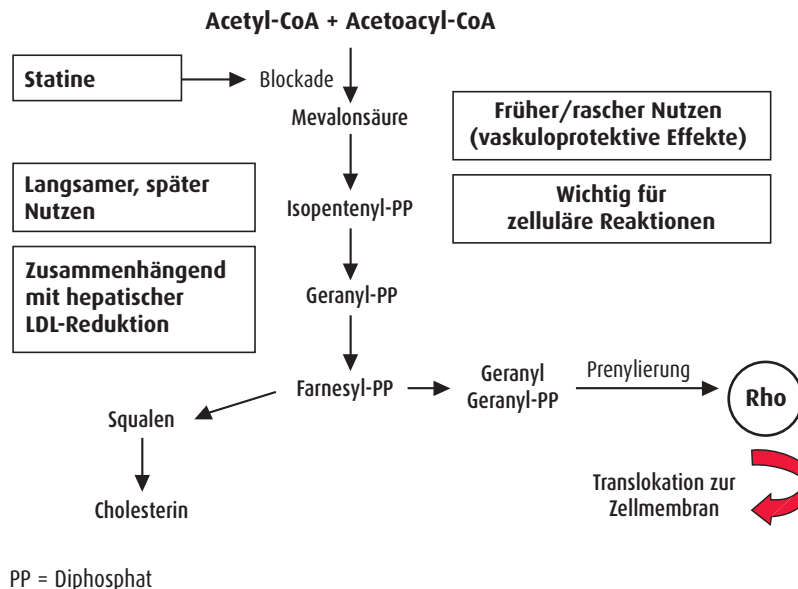 Acetyl-CoA + Acetoacyl-CoA
Statine
Blockade
Mevalonsäure
Früher/rascher Nutzen
(vaskuloprotektive Effekte)
Langsamer, später
Nutzen
Isopentenyl-PP
Wichtig für
zelluläre Reaktionen
Zusammenhängend
mit hepatischer
LDL-Reduktion
Geranyl-PP
Farnesyl-PP
Geranyl
Geranyl-PP
Prenylierung
Rho
Squalen
Cholesterin
Translokation zur
Zellmembran
PP = Diphosphat